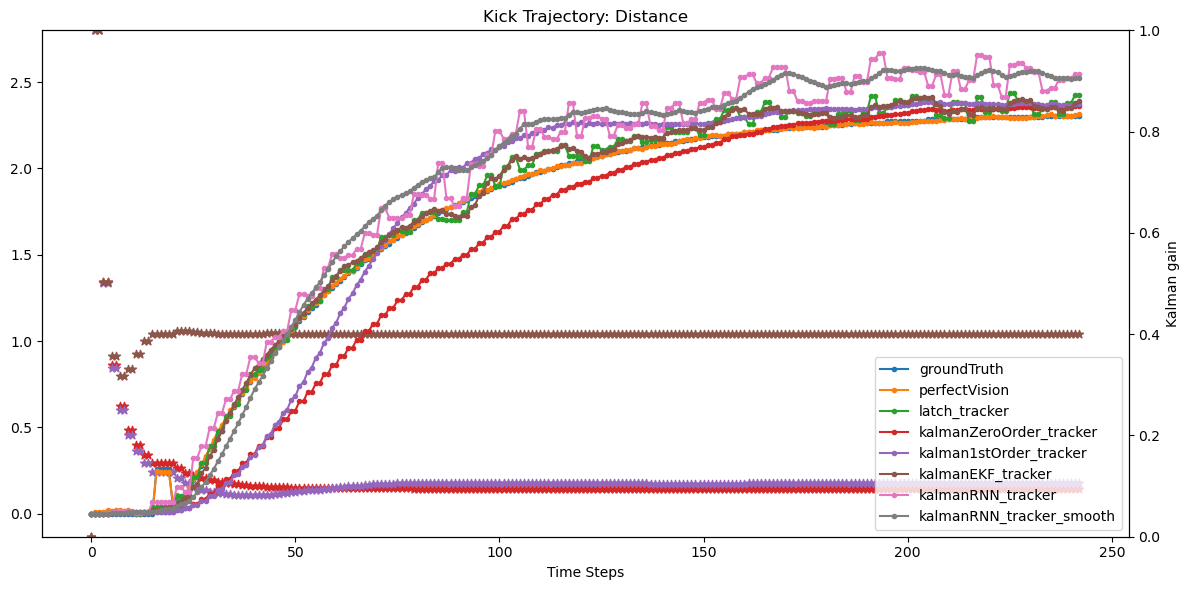 Kick Trajectory: Distance
2.5
2.0
1.5
1.0
0.5
0.0
1.0
0.8
0.6
0.4
0.2
0.0
Kalman gain
groundTruth
perfectVision
latch_tracker
kalmanZeroOrder_tracker
kalman1stOrder_tracker
kalmanEKF_tracker
kalmanRNN_tracker
kalmanRNN_tracker_smooth
0 50 100 150 200 250
Time Steps